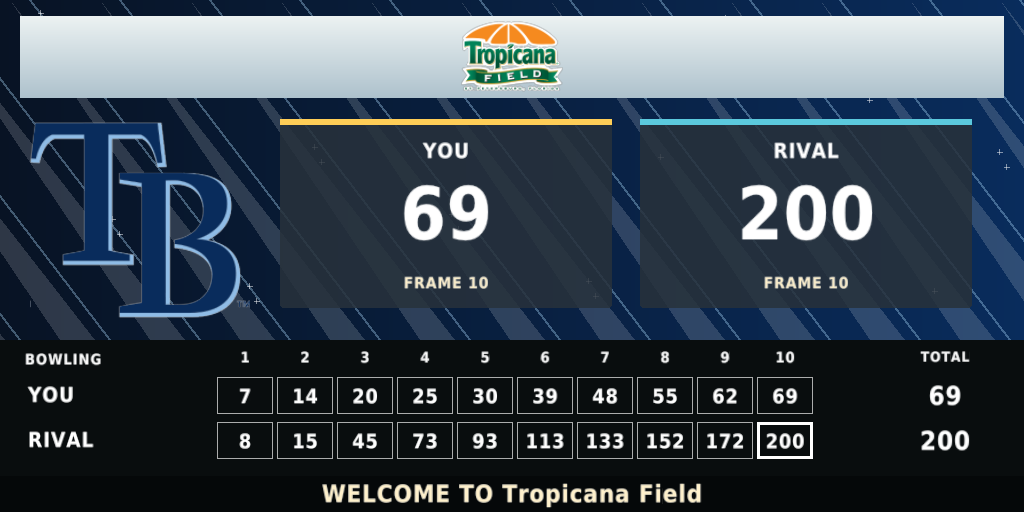 Tropicana
FIELD
TB
YOU
69
FRAME 10
RIVAL
200
FRAME 10
BOWLING 1 2 3 4 5 6 7 8 9 10 TOTAL
YOU 7 14 20 25 30 39 48 55 62 69 69
RIVAL 8 15 45 73 93 113 133 152 172 200 200
WELCOME TO Tropicana Field